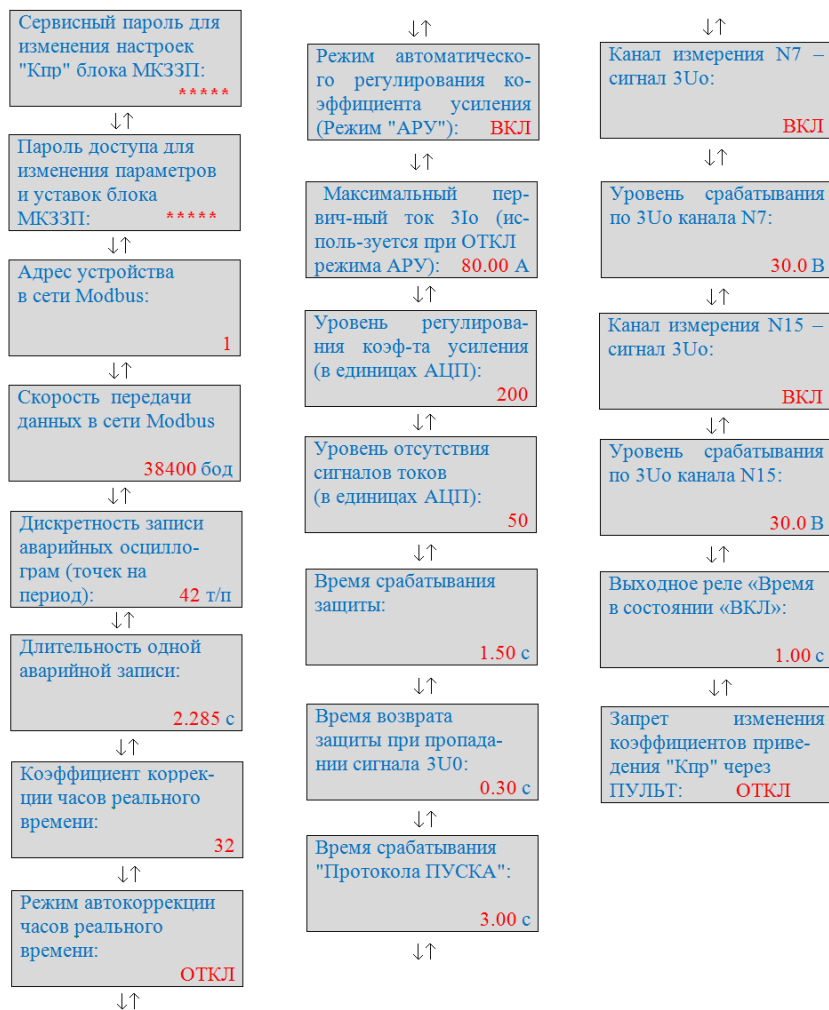 Сервисный пароль для
изменения настроек
"Кпр" блока МКЗЗП:
*****
↓↑
Пароль доступа для
изменения параметров
и уставок блока
МКЗЗП: *****
↓↑
Адрес устройства
в сети Modbus:
1
↓↑
Скорость передачи
данных в сети Modbus
38400 бод
↓↑
Дискретность записи
аварийных осцилло-
грам (точек на
период): 42 т/п
↓↑
Длительность одной
аварийной записи:
2.285 с
↓↑
Коэффициент коррек-
ции часов реального
времени:
32
↓↑
Режим автокоррекции
часов реального
времени:
ОТКЛ
↓↑
↓↑
Режим автоматическо-
го регулирования ко-
эффициента усиления
(Режим "АРУ"): ВКЛ
↓↑
Максимальный пер-
вич-ный ток 3Io (ис-
поль-зуется при ОТКЛ
режима АРУ): 80.00 А
↓↑
Уровень регулирова-
ния коэф-та усиления
(в единицах АЦП):
200
↓↑
Уровень отсутствия
сигналов токов
(в единицах АЦП):
50
↓↑
Время срабатывания
защиты:
1.50 с
↓↑
Время возврата
защиты при пропада-
нии сигнала 3U0:
0.30 с
↓↑
Время срабатывания
"Протокола ПУСКА":
3.00 с
↓↑
↓↑
Канал измерения N7 –
сигнал 3Uo:
ВКЛ
↓↑
Уровень срабатывания
по 3Uo канала N7:
30.0 В
↓↑
Канал измерения N15 –
сигнал 3Uo:
ВКЛ
↓↑
Уровень срабатывания
по 3Uo канала N15:
30.0 В
↓↑
Выходное реле «Время
в состоянии «ВКЛ»:
1.00 с
↓↑
Запрет изменения
коэффициентов приве-
дения "Кпр" через
ПУЛЬТ: ОТКЛ